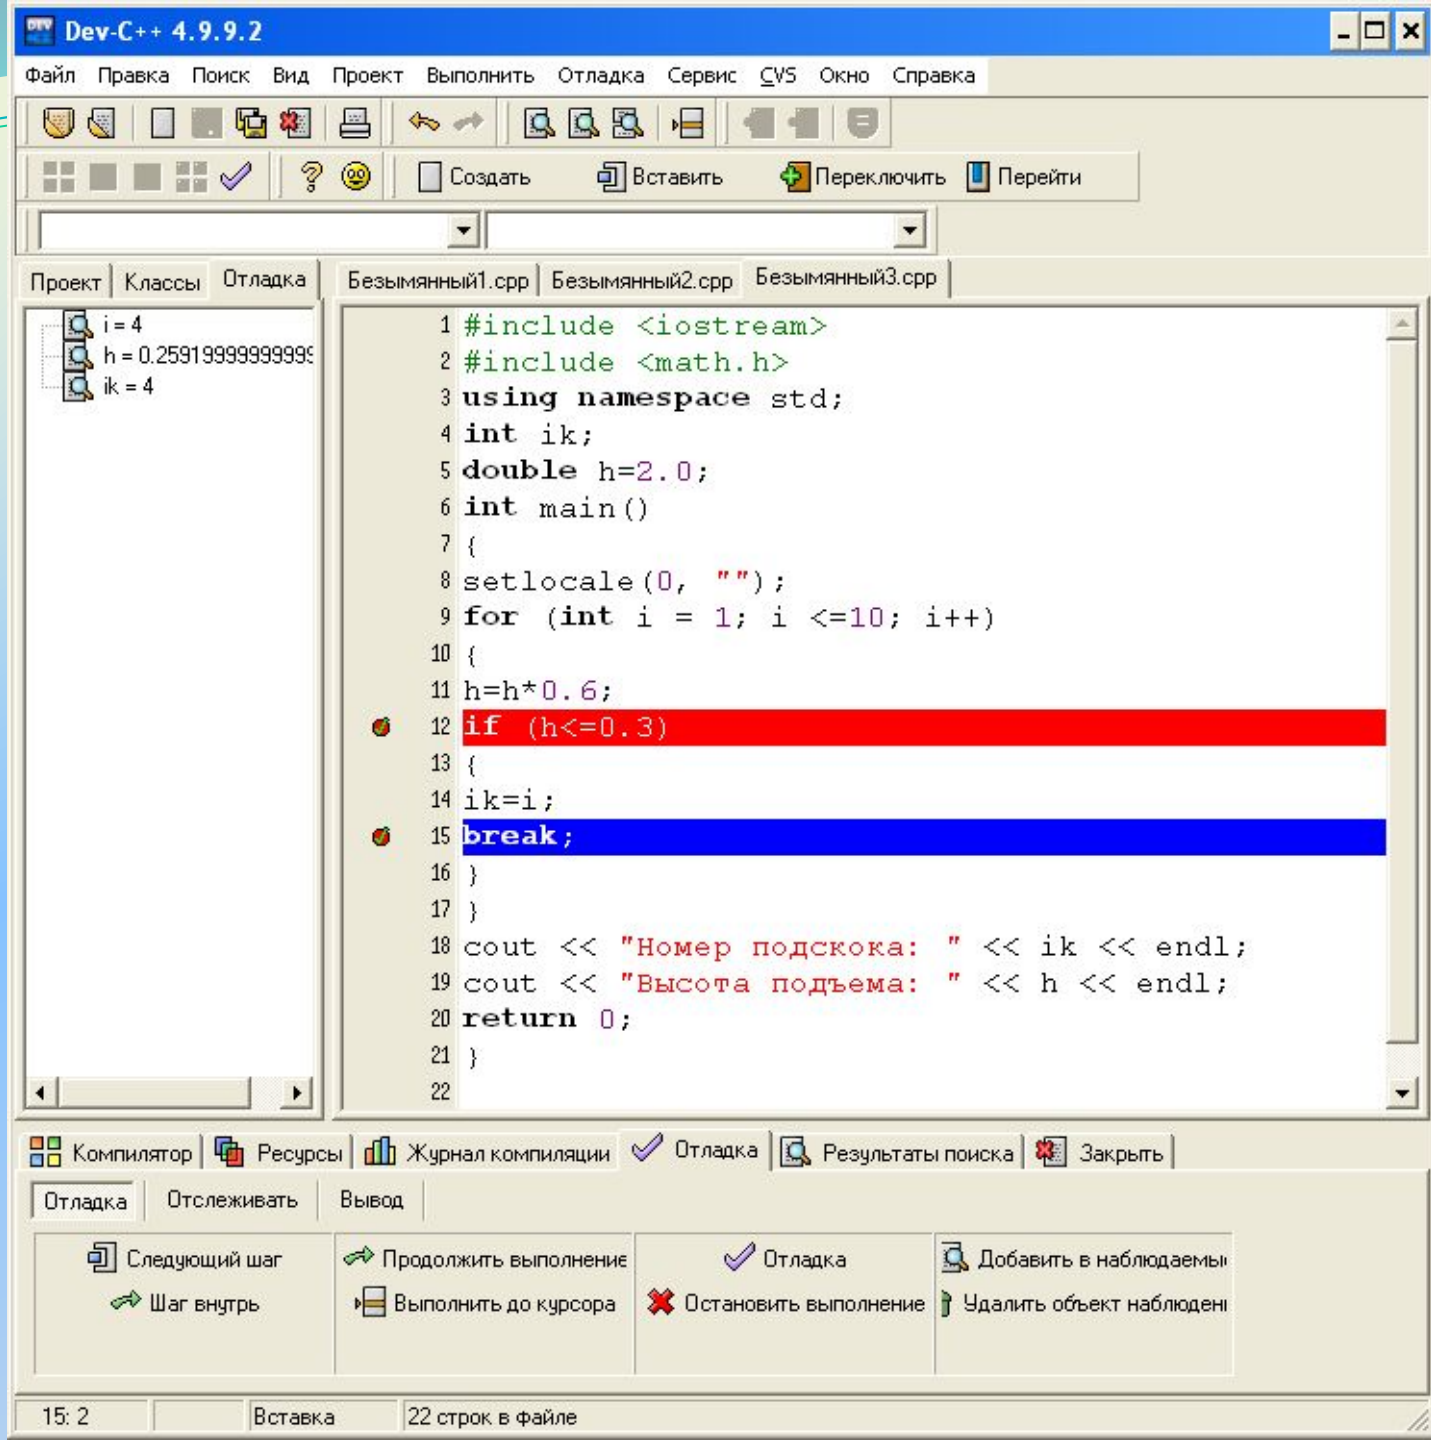 Dev-C++ 4.9.9.2
Файл Правка Поиск Вид Проект Выполнить Отладка Сервис CVS Окно Справка
Создать Вставить Переключить Перейти
Проект Классы Отладка Безымянный1.cpp Безымянный2.cpp Безымянный3.cpp
i = 4
h = 0.25919999999999
ik = 4
1 #include <iostream>
2 #include <math.h>
3 using namespace std;
4 int ik;
5 double h=2.0;
6 int main()
7 {
8 setlocale(0, "");
9 for (int i = 1; i <=10; i++)
10 {
11 h=h*0.6;
12 if (h<=0.3)
13 {
14 ik=i;
15 break;
16 }
17 }
18 cout << "Номер подскока: " << ik << endl;
19 cout << "Высота подъема: " << h << endl;
20 return 0;
21 }
22
Компилятор Ресурсы Журнал компиляции Отладка Результаты поиска Закрыть
Отладка Отслеживать Вывод
Следующий шаг Продолжить выполнение Отладка Добавить в наблюдаемы
Шаг внутрь Выполнить до курсора Остановить выполнение Удалить объект наблюден
15: 2 Вставка 22 строк в файле